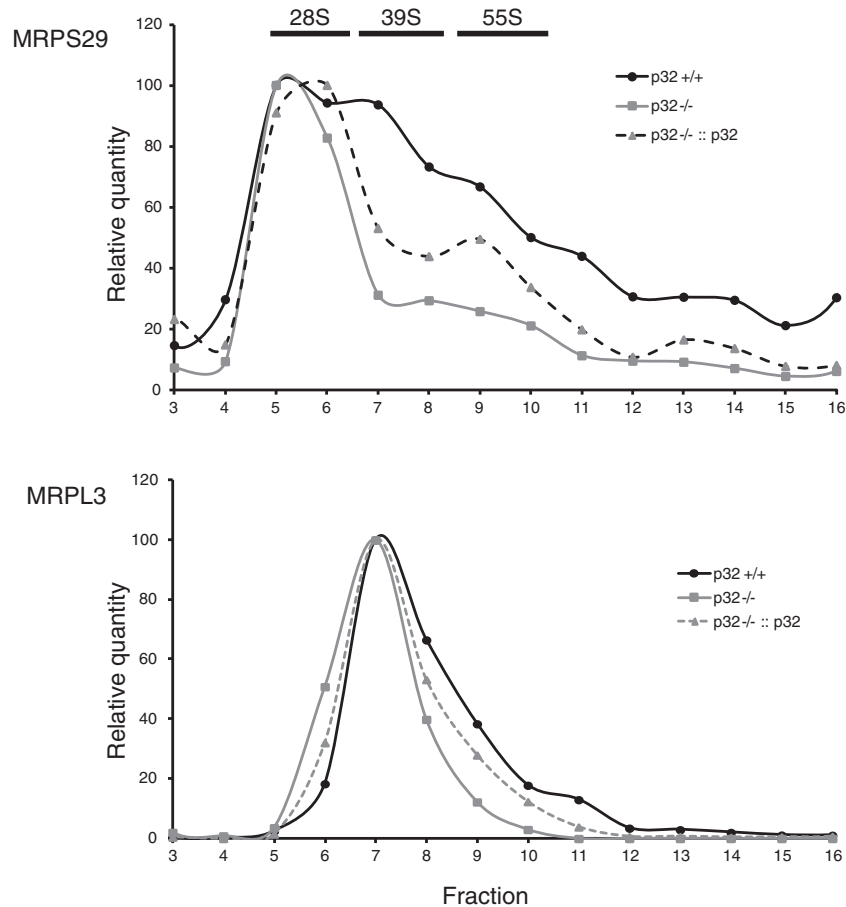 28S 39S 55S
MRPS29
120
100
80
60
40
20
0
Relative quantity
p32 +/+
p32 -/-
p32 -/- :: p32
3 4 5 6 7 8 9 10 11 12 13 14 15 16
MRPL3
120
100
80
60
40
20
0
Relative quantity
p32 +/+
p32 -/-
p32 -/- :: p32
3 4 5 6 7 8 9 10 11 12 13 14 15 16
Fraction